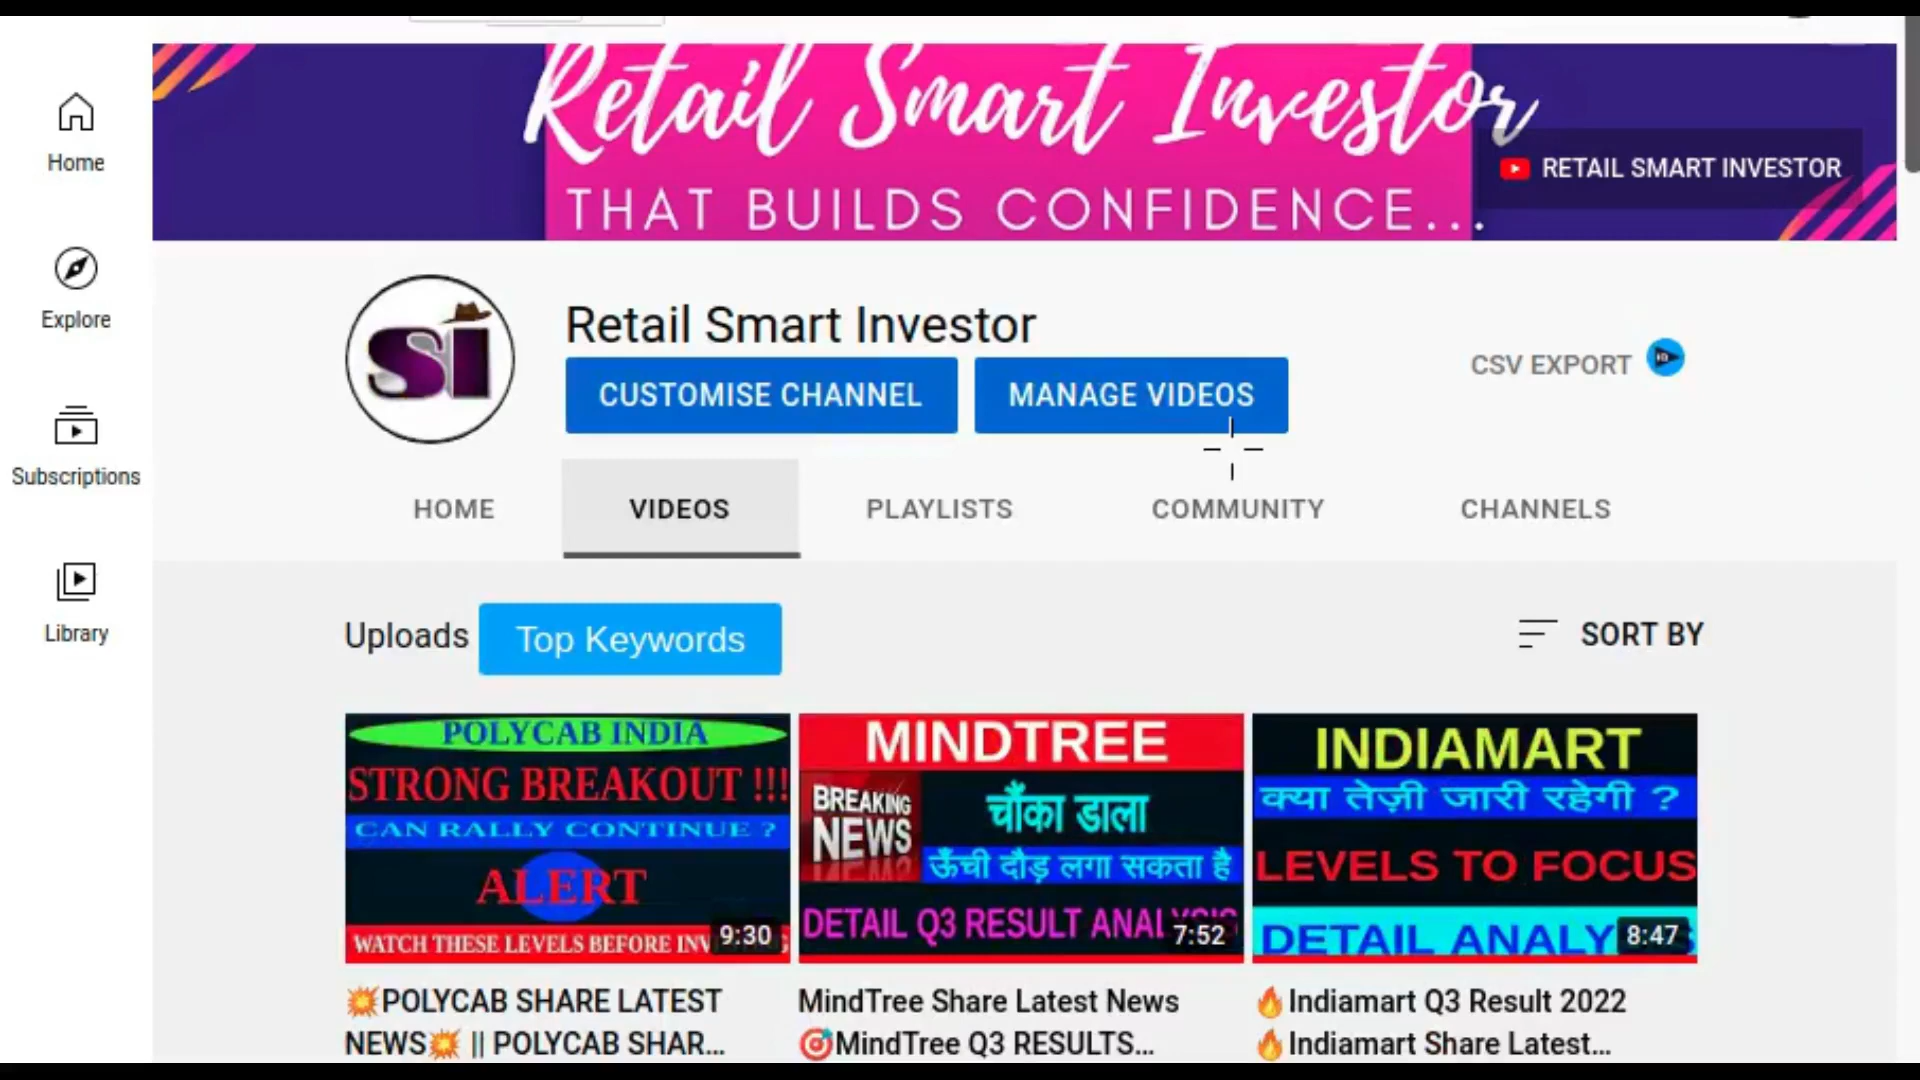 Retail Smart Investor
THAT BUILDS CONFIDENCE...
RETAIL SMART INVESTOR
Home
Explore
Subscriptions
Library
SI
Retail Smart Investor
CUSTOMISE CHANNEL
MANAGE VIDEOS
CSV EXPORT
HOME
VIDEOS
PLAYLISTS
COMMUNITY
CHANNELS
Uploads
Top Keywords
SORT BY
POLYCAB INDIA
STRONG BREAKOUT !!!
CAN RALLY CONTINUE ?
ALERT
WATCH THESE LEVELS BEFORE
9:30
💥POLYCAB SHARE LATEST
NEWS💥 || POLYCAB SHAR...
MINDTREE
BREAKING
NEWS
चौंका डाला
ऊँची दौड़ लगा सकता है
DETAIL Q3 RESULT
7:52
MindTree Share Latest News
🎯MindTree Q3 RESULTS...
INDIAMART
क्या तेज़ी जारी रहेगी ?
LEVELS TO FOCUS
DETAIL
8:47
🔥Indiamart Q3 Result 2022
🔥Indiamart Share Latest...